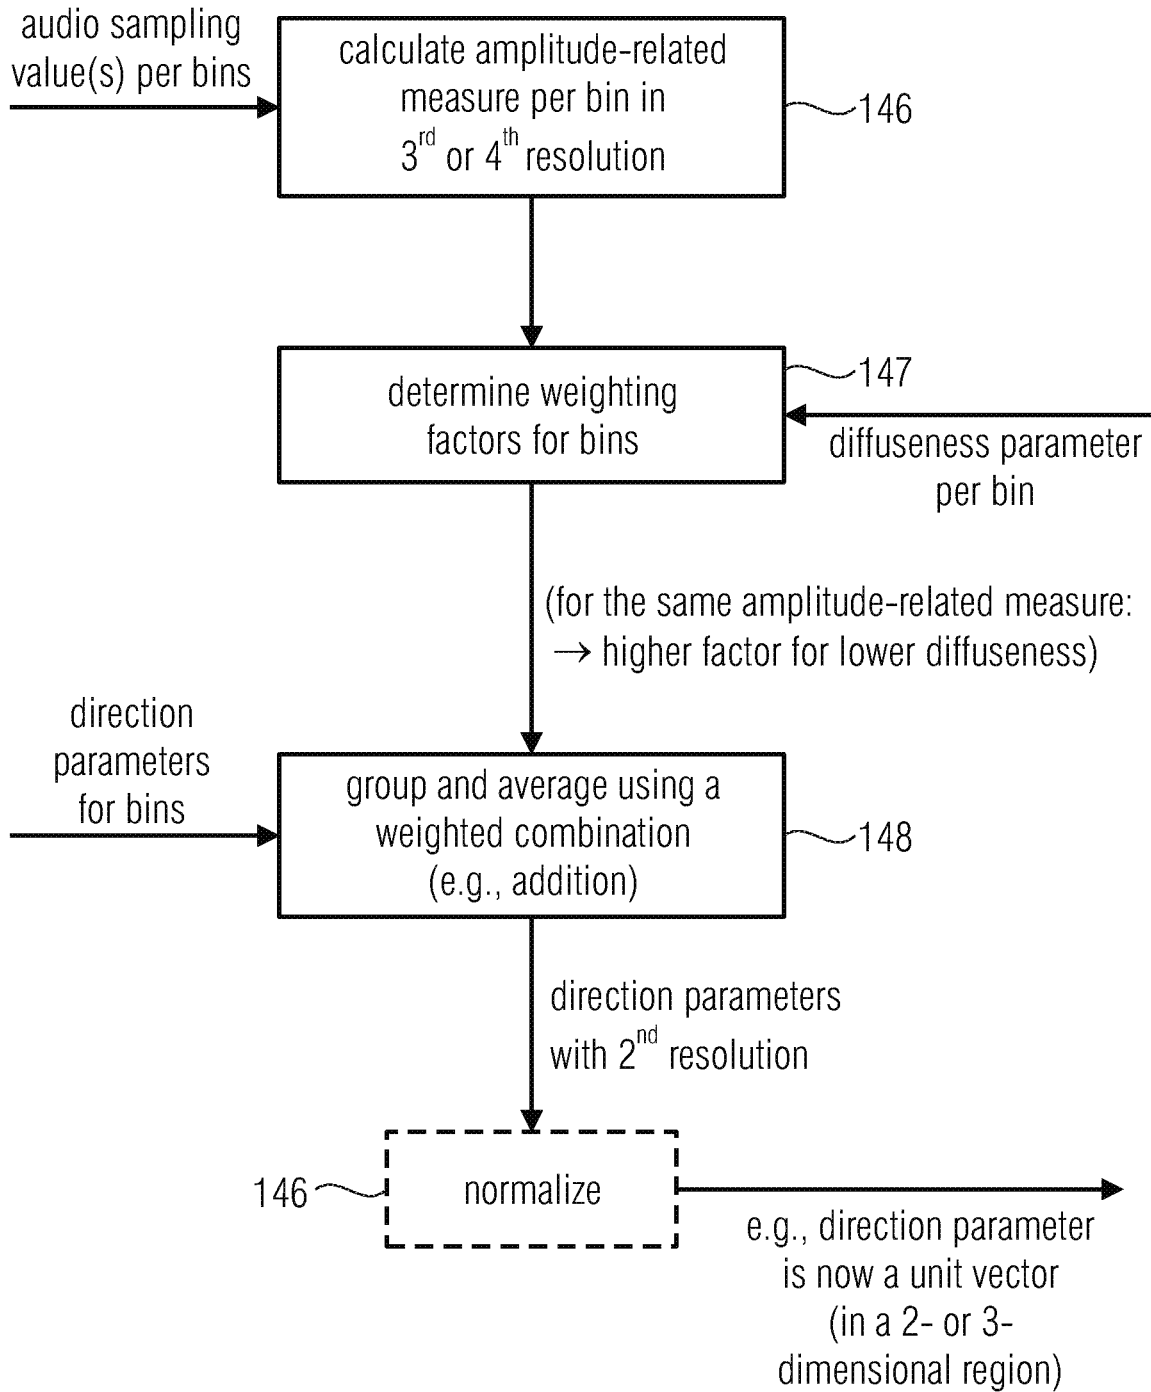 audio sampling
value(s) per bins
calculate amplitude-related
measure per bin in
3rd or 4th resolution
146
determine weighting
factors for bins
147
diffuseness parameter
per bin
(for the same amplitude-related measure:
→ higher factor for lower diffuseness)
direction
parameters
for bins
group and average using a
weighted combination
(e.g., addition)
148
direction parameters
with 2nd resolution
146
normalize
e.g., direction parameter
is now a unit vector
(in a 2- or 3-
dimensional region)